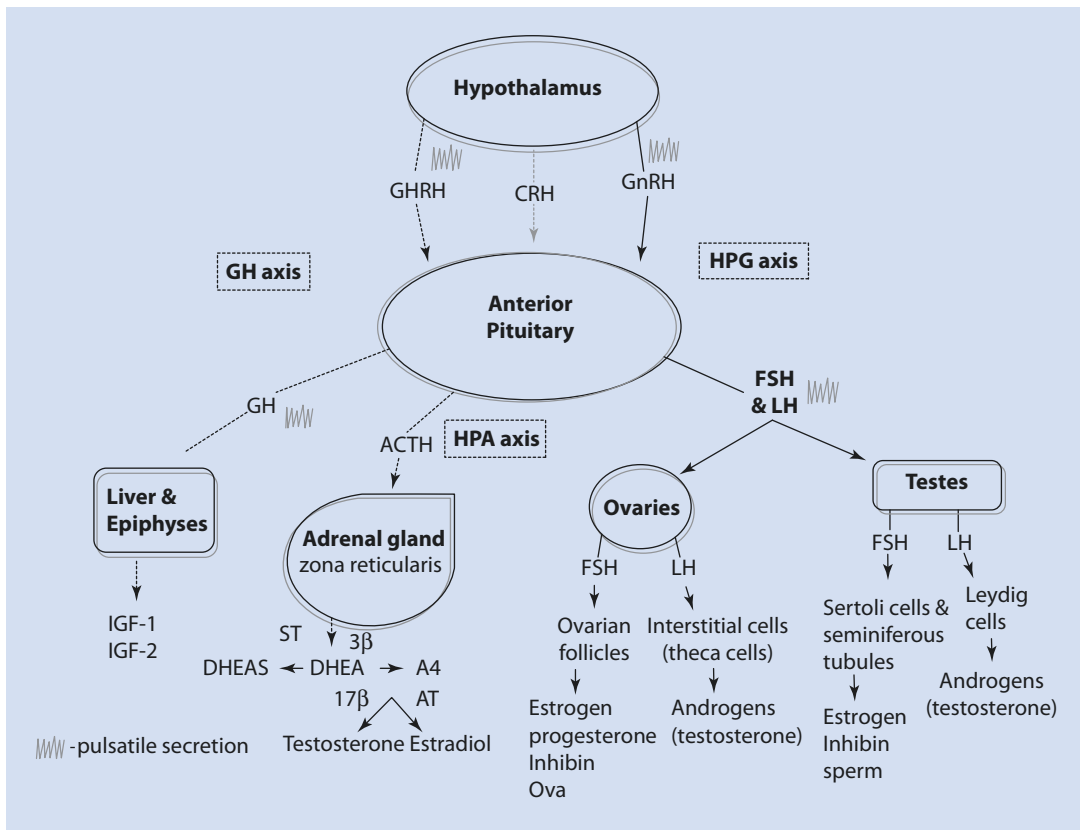 Hypothalamus
GHRH
CRH
GnRH
GH axis
HPG axis
Anterior
Pituitary
FSH
& LH
GH
ACTH
HPA axis
Liver &
Epiphyses
Adrenal gland
zona reticularis
Ovaries
Testes
FSH
LH
FSH
LH
IGF-1
IGF-2
ST
3β
DHEAS
DHEA
A4
17β
AT
Testosterone Estradiol
Ovarian
follicles
Interstitial cells
(theca cells)
Sertoli cells &
seminiferous
tubules
Leydig
cells
Estrogen
progesterone
Inhibin
Ova
Androgens
(testosterone)
Estrogen
Inhibin
sperm
Androgens
(testosterone)
-pulsatile secretion